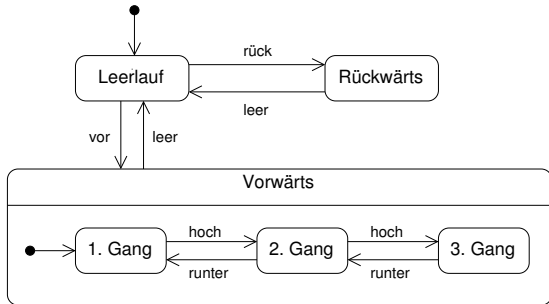 rück
Leerlauf
Rückwärts
leer
vor
leer
Vorwärts
hoch
hoch
1. Gang
2. Gang
3. Gang
runter
runter